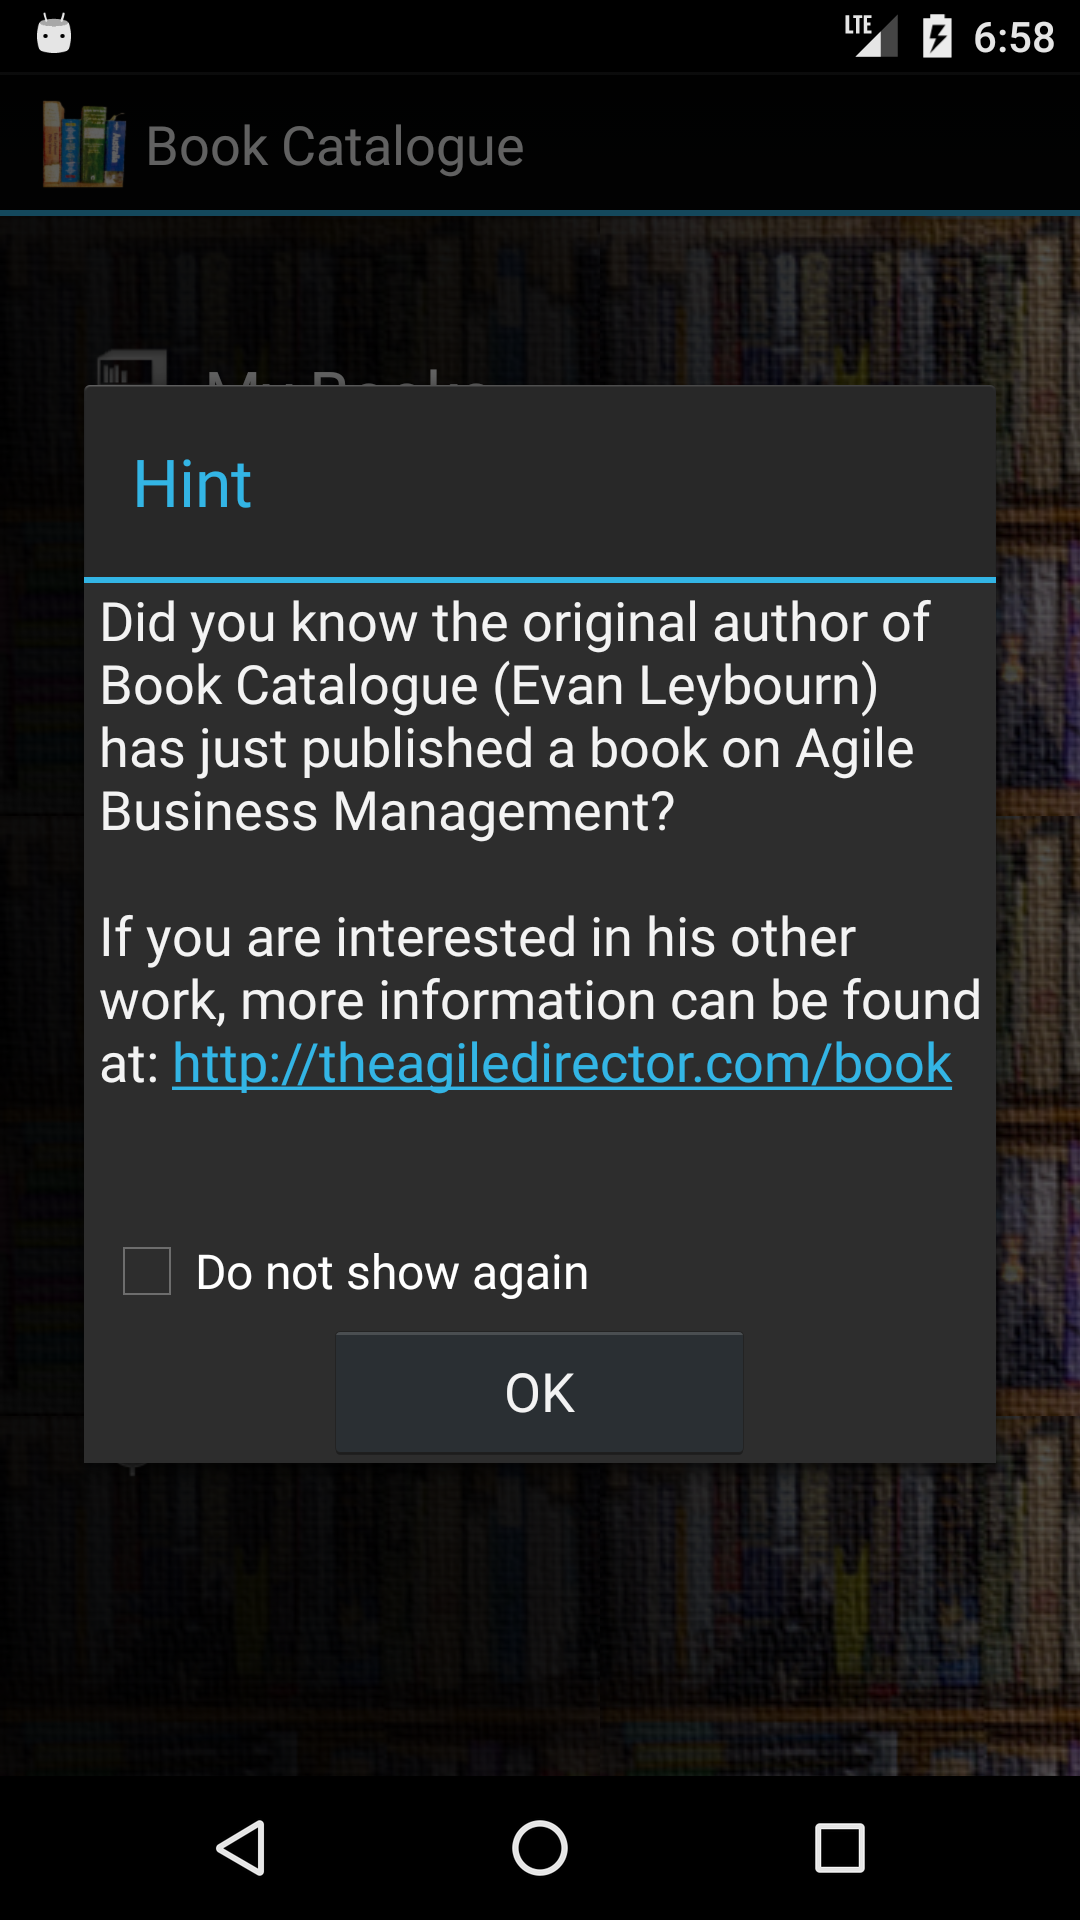 LTE 6:58
Book Catalogue
My Books
Hint
Did you know the original author of
Book Catalogue (Evan Leybourn)
has just published a book on Agile
Business Management?
If you are interested in his other
work, more information can be found
at: http://theagiledirector.com/book
Do not show again
OK